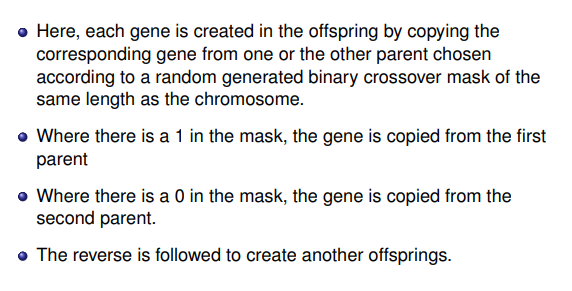 Here, each gene is created in the offspring by copying the
corresponding gene from one or the other parent chosen
according to a random generated binary crossover mask of the
same length as the chromosome.
Where there is a 1 in the mask, the gene is copied from the first
parent
Where there is a 0 in the mask, the gene is copied from the
second parent.
The reverse is followed to create another offsprings.